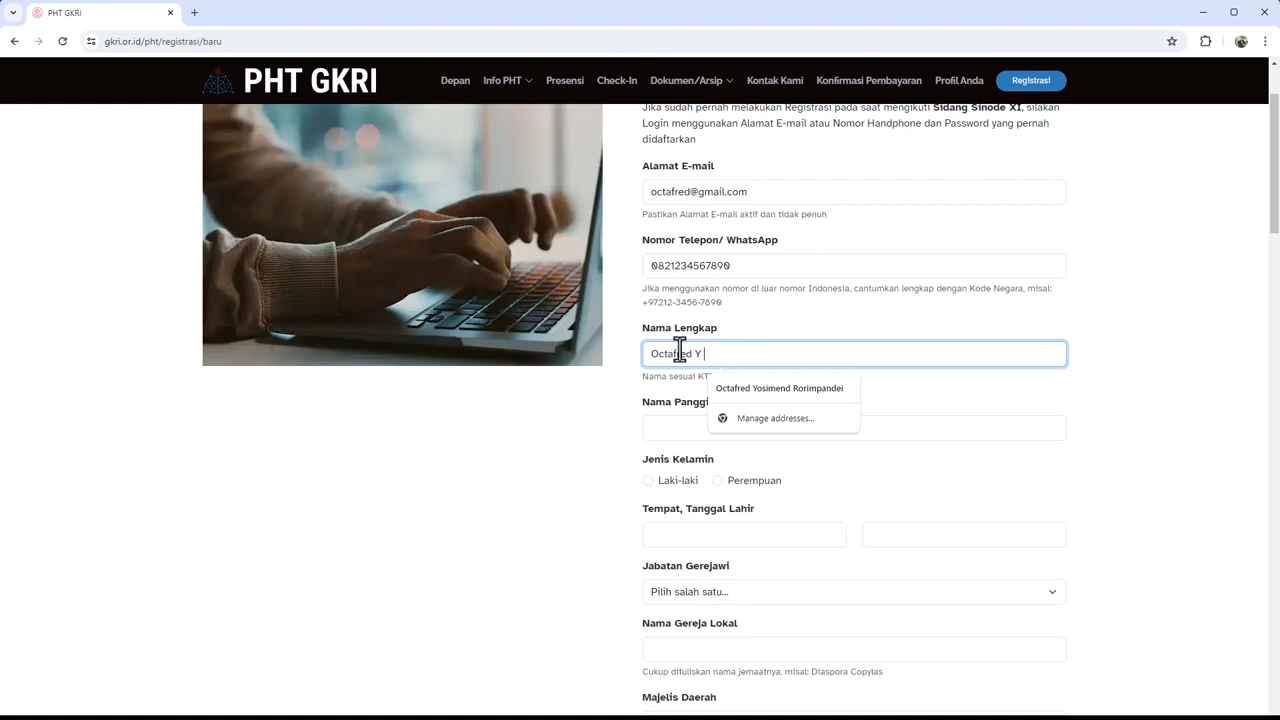 PHT GKRI
gkri.or.id/pht/registrasi/baru
PHT GKRI
Depan
Info PHT
Presensi
Check-In
Dokumen/Arsip
Kontak Kami
Konfirmasi Pembayaran
Profil Anda
Registrasi
Jika sudah pernah melakukan Registrasi pada saat mengikuti Sidang Sinode XI, silakan
Login menggunakan Alamat E-mail atau Nomor Handphone dan Password yang pernah
didaftarkan
Alamat E-mail
octafred@gmail.com
Pastikan Alamat E-mail aktif dan tidak penuh
Nomor Telepon/ WhatsApp
0821234567890
Jika menggunakan nomor di luar nomor Indonesia, cantumkan lengkap dengan Kode Negara, misal:
+97212-3456-7890
Nama Lengkap
Octafred Y
Nama sesuai KT
Octafred Yosimend Rorimpandei
Manage addresses...
Nama Panggi
Jenis Kelamin
Laki-laki
Perempuan
Tempat, Tanggal Lahir
Jabatan Gerejawi
Pilih salah satu...
Nama Gereja Lokal
Cukup dituliskan nama jemaatnya, misal: Diaspora Copylas
Majelis Daerah